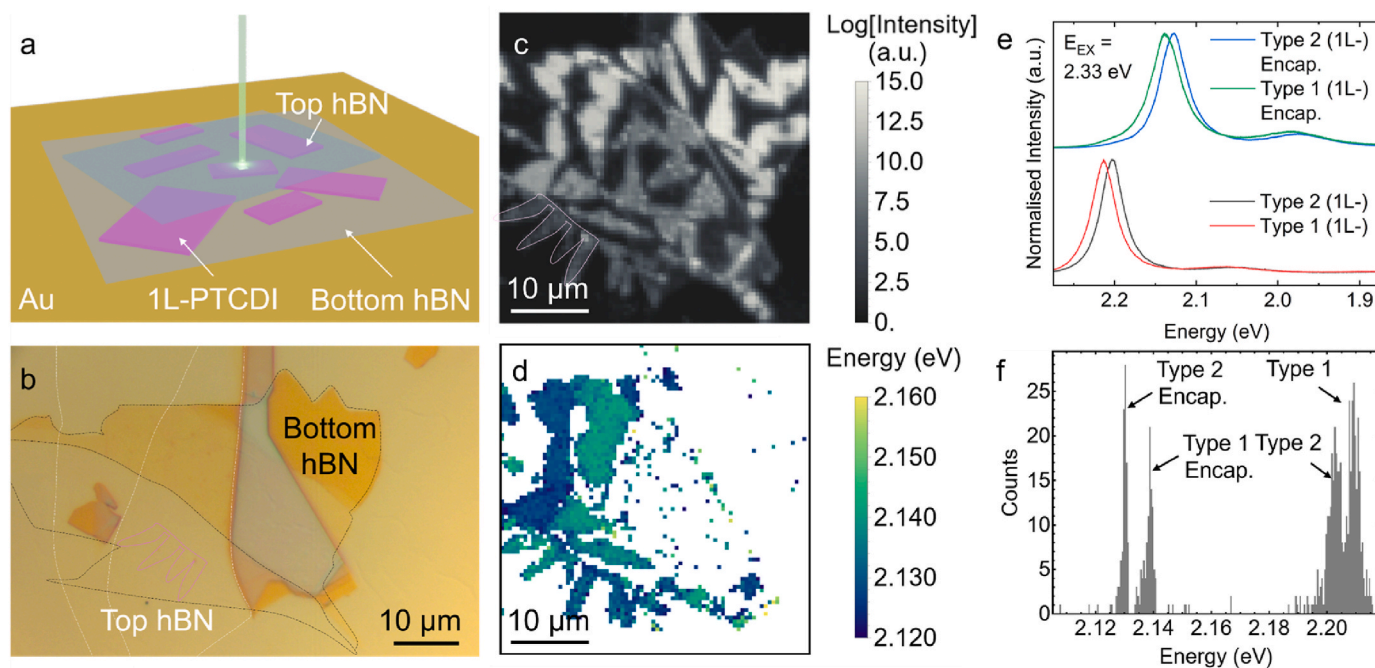 a
Top hBN
1L-PTCDI
Bottom hBN
Au
b
Bottom
hBN
Top hBN
10 µm
c
10 µm
Log[Intensity]
(a.u.)
15.0
12.5
10.0
7.5
5.0
2.5
0.
d
10 µm
Energy (eV)
2.160
2.150
2.140
2.130
2.120
e
E_EX =
2.33 eV
Type 2 (1L-)
Encap.
Type 1 (1L-)
Encap.
Type 2 (1L-)
Type 1 (1L-)
Normalised Intensity (a.u.)
2.2 2.1 2.0 1.9
Energy (eV)
f
Type 2
Encap.
Type 1
Type 1 Type 2
Encap.
Counts
25
20
15
10
5
0
2.12 2.14 2.16 2.18 2.20
Energy (eV)